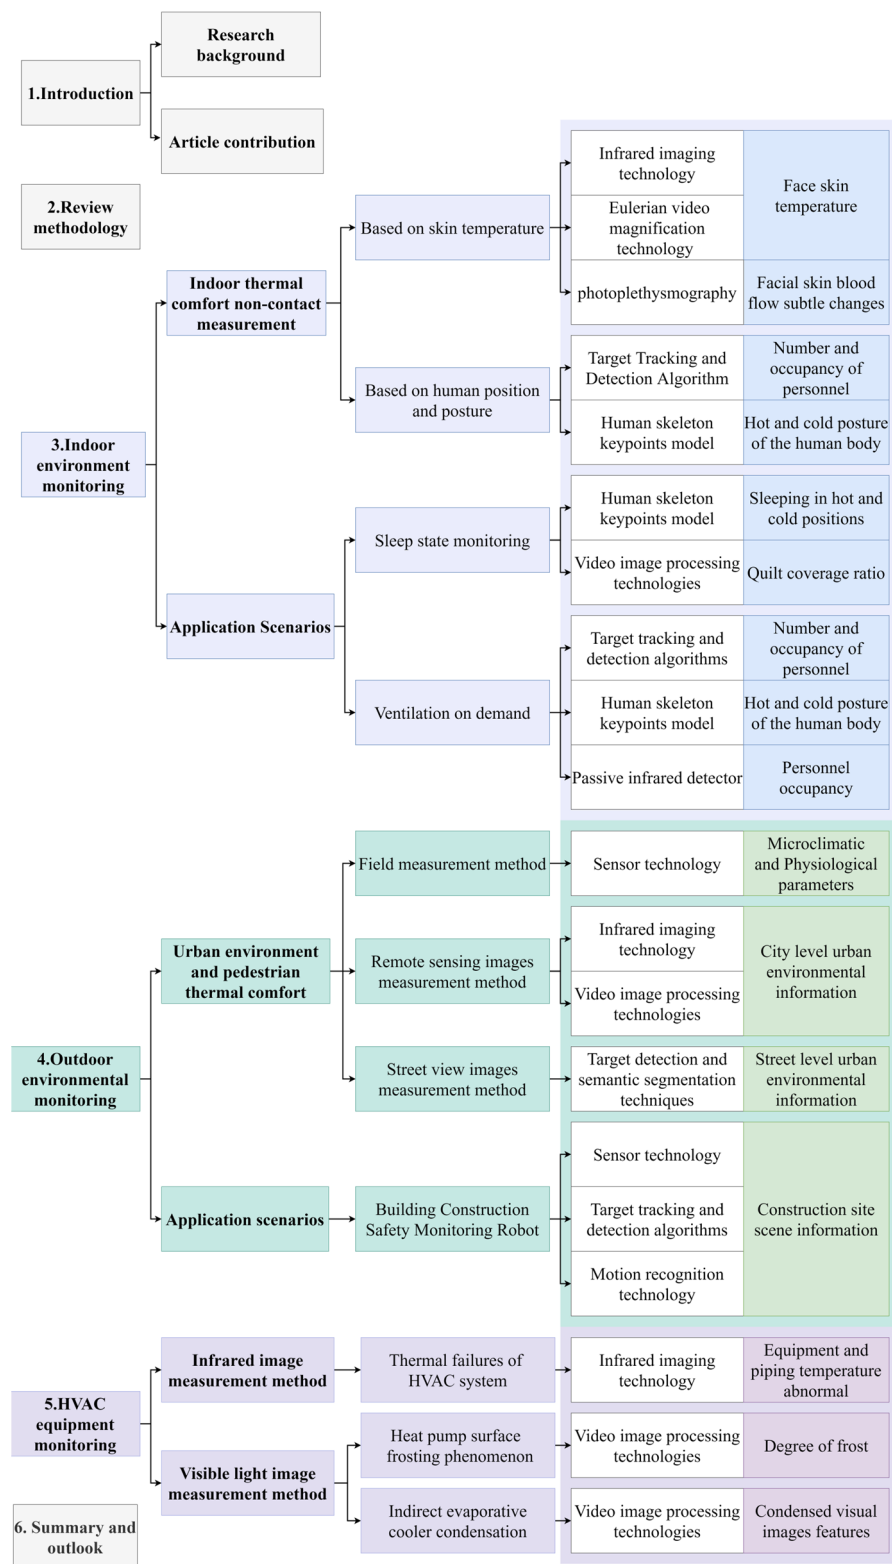 Research
background
1.Introduction
Article contribution
2.Review
methodology
Infrared imaging
technology
Face skin
temperature
Based on skin temperature
Eulerian video
magnification
technology
Indoor thermal
comfort non-contact
measurement
photoplethysmography
Facial skin blood
flow subtle changes
Based on human position
and posture
Target Tracking and
Detection Algorithm
Number and
occupancy of
personnel
Human skeleton
keypoints model
Hot and cold posture
of the human body
3.Indoor
environment
monitoring
Sleep state monitoring
Human skeleton
keypoints model
Sleeping in hot and
cold positions
Video image processing
technologies
Quilt coverage ratio
Application Scenarios
Target tracking and
detection algorithms
Number and
occupancy of
personnel
Ventilation on demand
Human skeleton
keypoints model
Hot and cold posture
of the human body
Passive infrared detector
Personnel
occupancy
Field measurement method
Sensor technology
Microclimatic
and Physiological
parameters
Urban environment
and pedestrian
thermal comfort
Remote sensing images
measurement method
Infrared imaging
technology
Video image processing
technologies
City level urban
environmental
information
4.Outdoor
environmental
monitoring
Street view images
measurement method
Target detection and
semantic segmentation
techniques
Street level urban
environmental
information
Application scenarios
Building Construction
Safety Monitoring Robot
Sensor technology
Target tracking and
detection algorithms
Motion recognition
technology
Construction site
scene information
Infrared image
measurement method
Thermal failures of
HVAC system
Infrared imaging
technology
Equipment and
piping temperature
abnormal
5.HVAC
equipment
monitoring
Visible light image
measurement method
Heat pump surface
frosting phenomenon
Video image processing
technologies
Degree of frost
Indirect evaporative
cooler condensation
Video image processing
technologies
Condensed visual
images features
6. Summary and
outlook